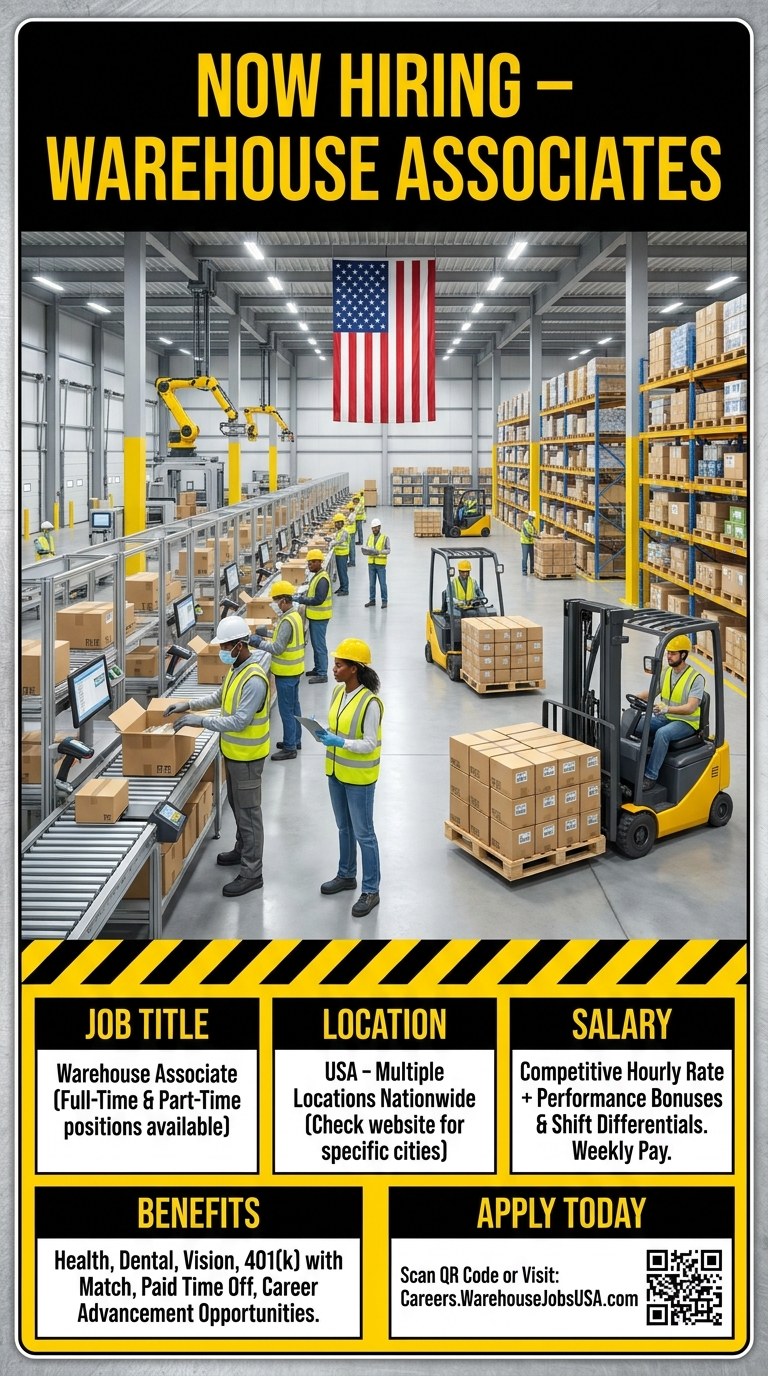 NOW HIRING –
WAREHOUSE ASSOCIATES
JOB TITLE
Warehouse Associate
(Full-Time & Part-Time
positions available)
LOCATION
USA – Multiple
Locations Nationwide
(Check website for
specific cities)
SALARY
Competitive Hourly Rate
+ Performance Bonuses
& Shift Differentials.
Weekly Pay.
BENEFITS
Health, Dental, Vision, 401(k) with
Match, Paid Time Off, Career
Advancement Opportunities.
APPLY TODAY
Scan QR Code or Visit:
Careers.WarehouseJobsUSA.com